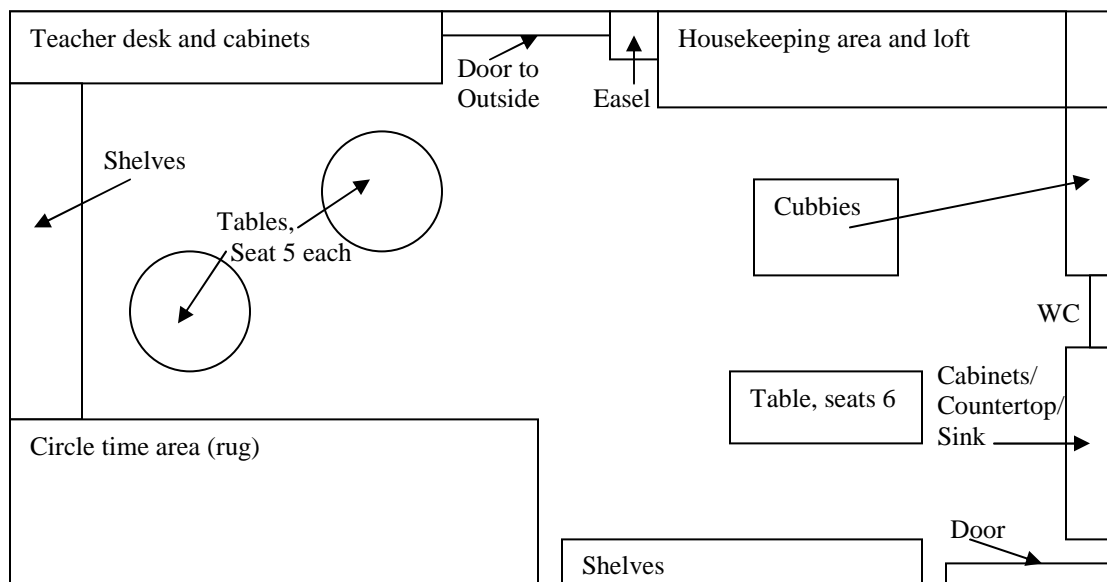 Teacher desk and cabinets
Door to
Outside
Easel
Housekeeping area and loft
Shelves
Tables,
Seat 5 each
Cubbies
WC
Table, seats 6
Cabinets/
Countertop/
Sink
Circle time area (rug)
Shelves
Door